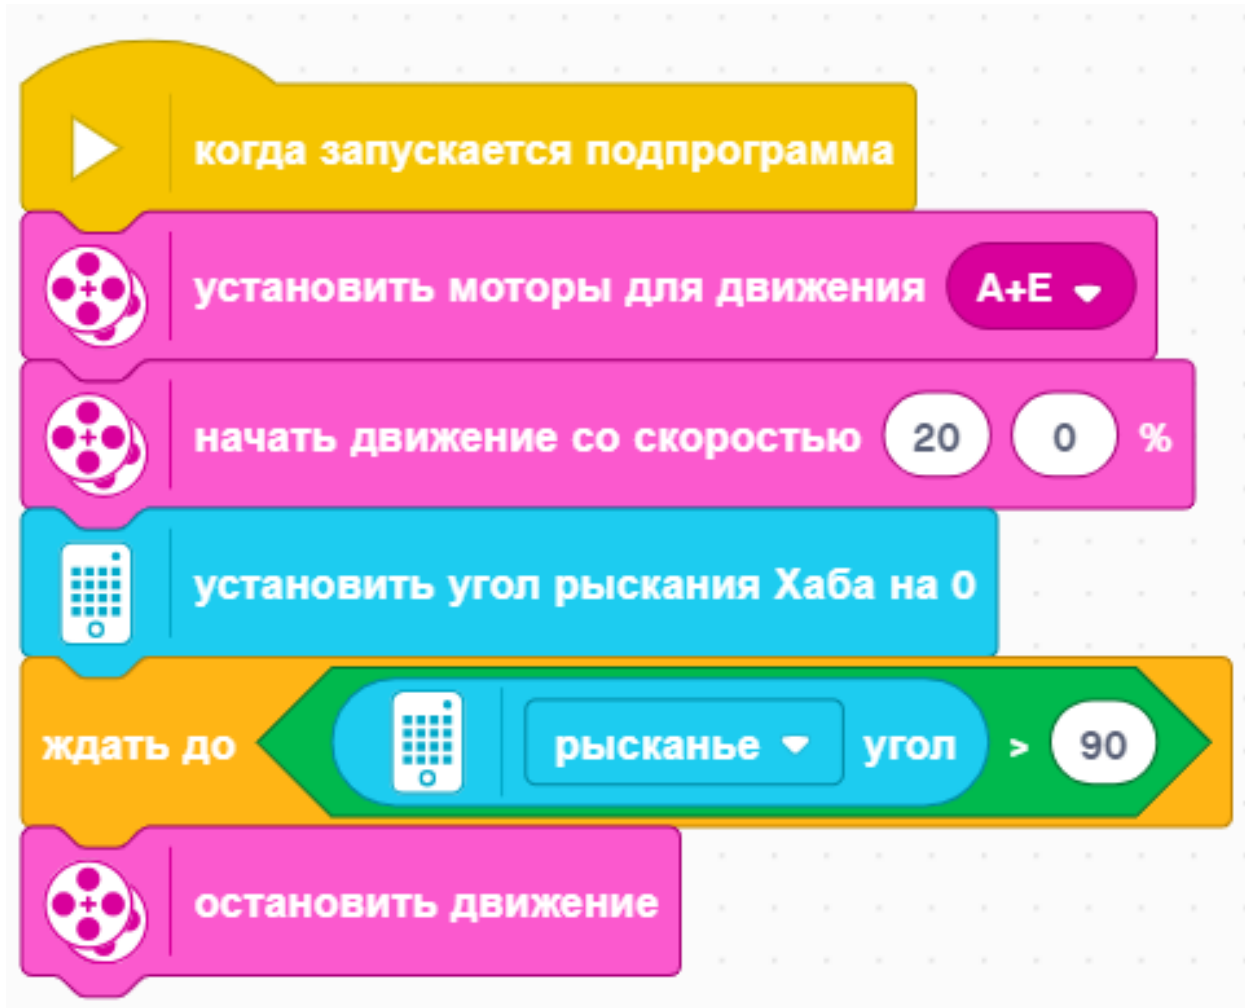 когда запускается подпрограмма
установить моторы для движения A+E
начать движение со скоростью 20 0 %
установить угол рыскания Хаба на 0
ждать до рысканье угол > 90
остановить движение